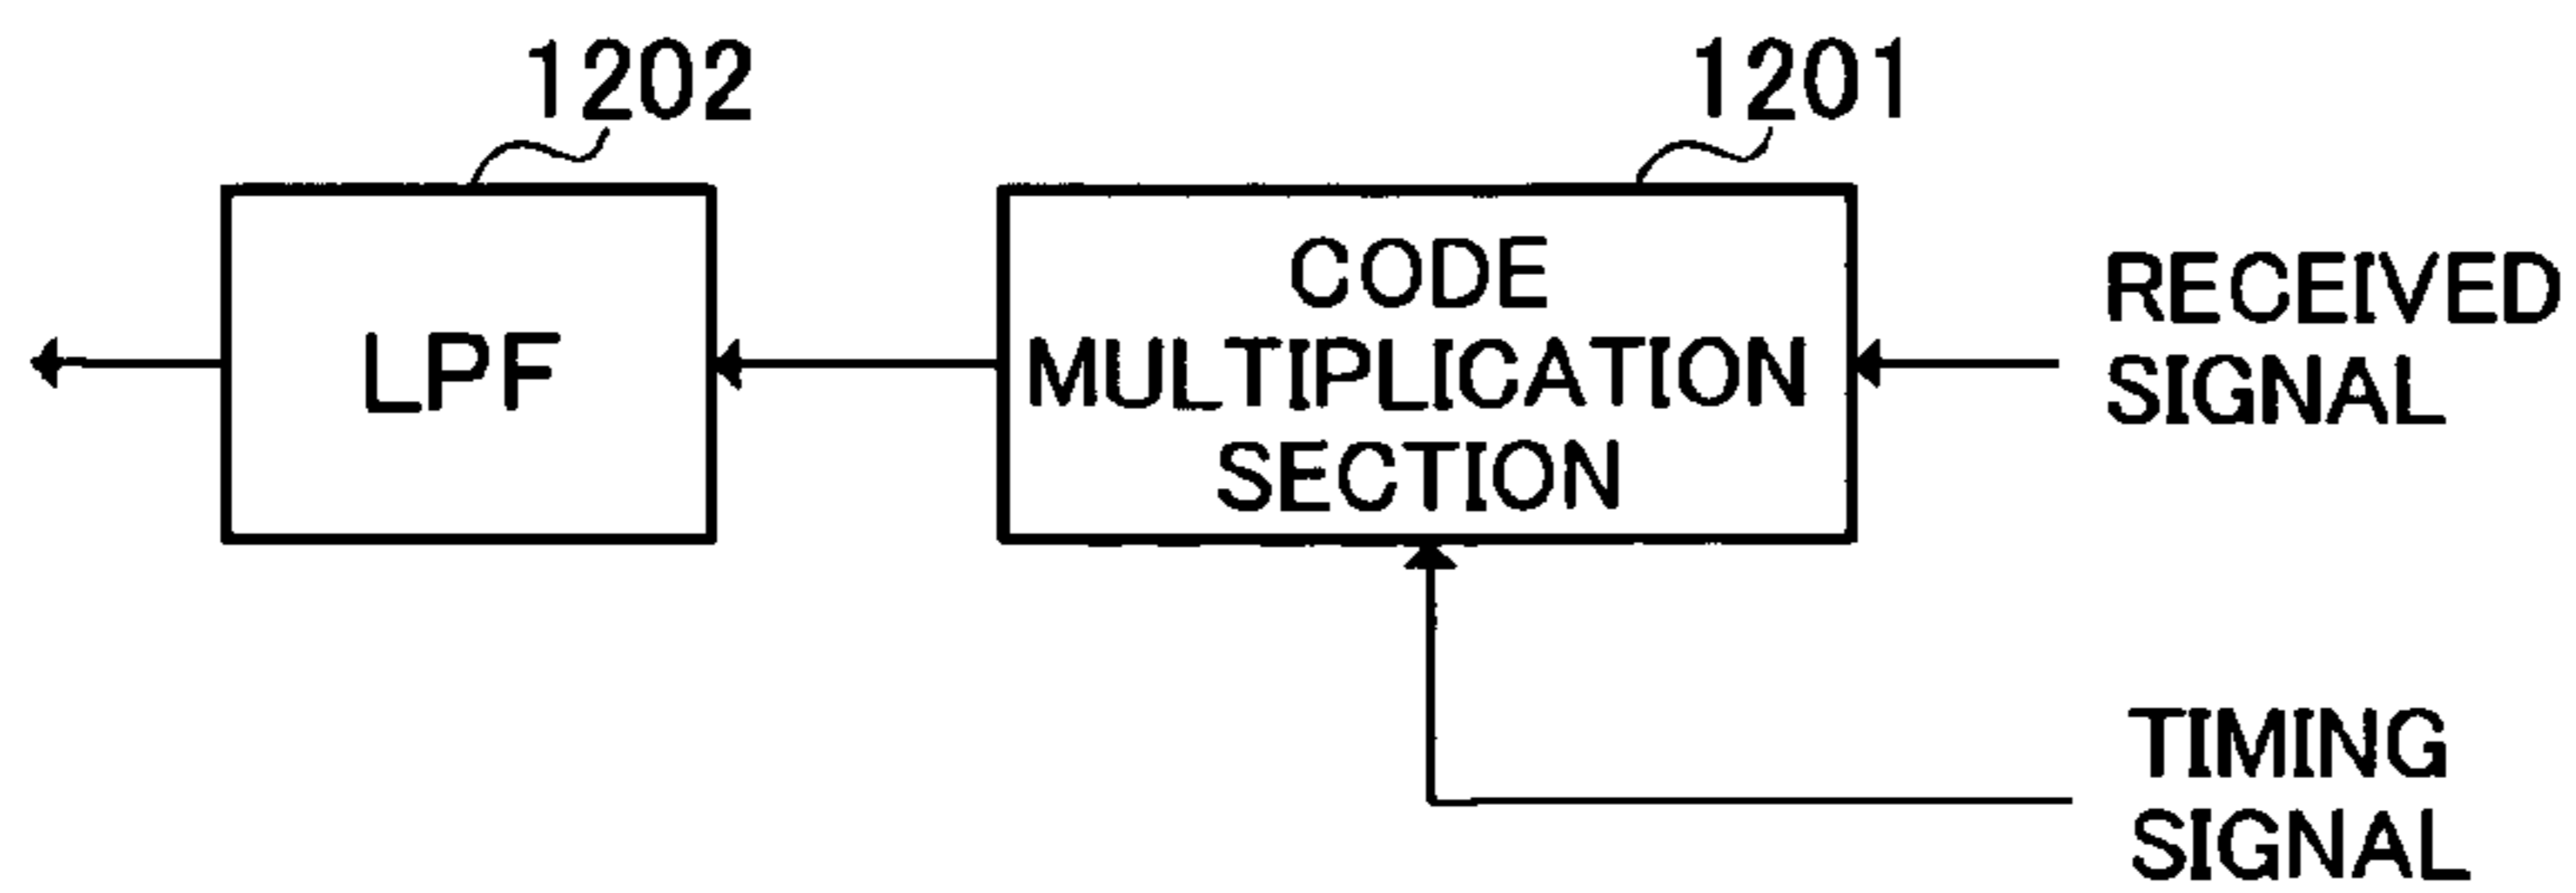 1202
1201
LPF
CODE
MULTIPLICATION
SECTION
RECEIVED
SIGNAL
TIMING
SIGNAL